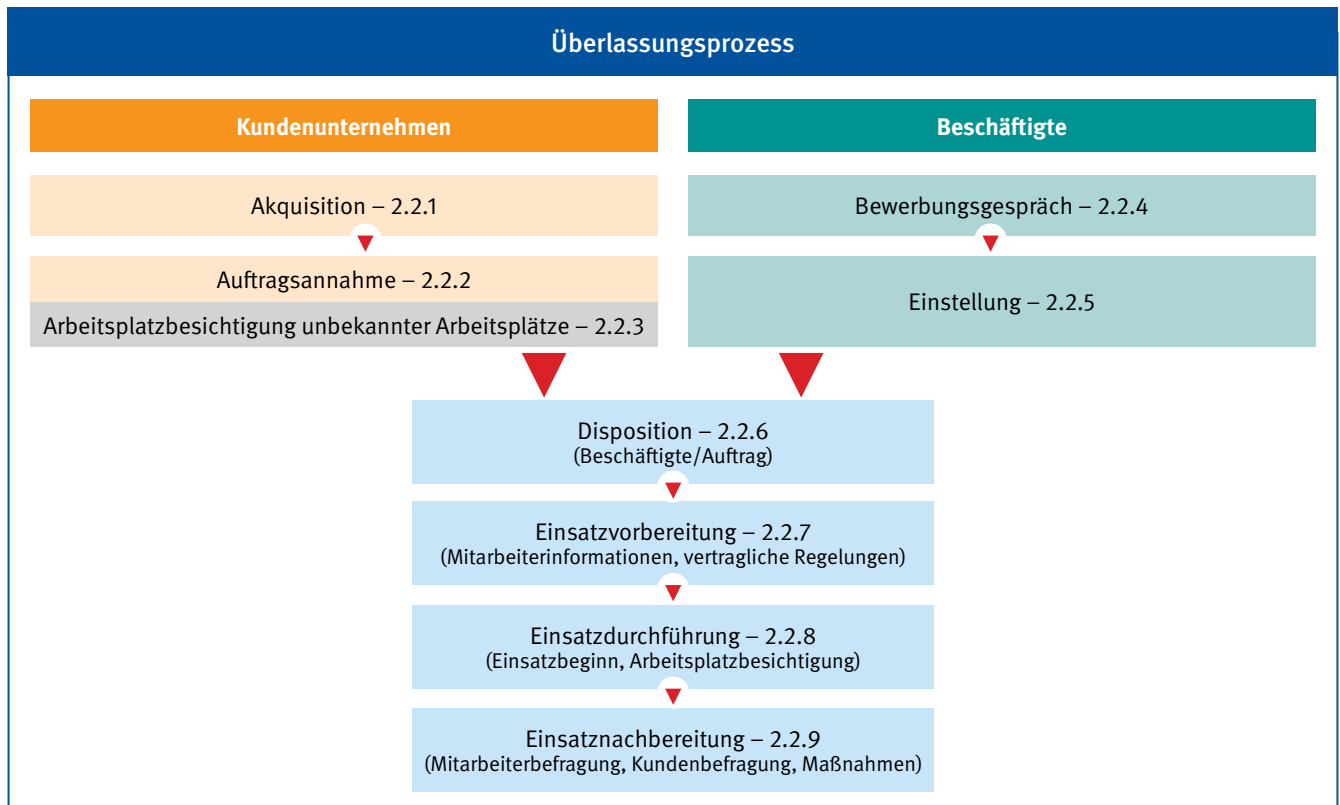 Überlassungsprozess
Kundenunternehmen
Akquisition – 2.2.1
Auftragsannahme – 2.2.2
Arbeitsplatzbesichtigung unbekannter Arbeitsplätze – 2.2.3
Beschäftigte
Bewerbungsgespräch – 2.2.4
Einstellung – 2.2.5
Disposition – 2.2.6
(Beschäftigte/Auftrag)
Einsatzvorbereitung – 2.2.7
(Mitarbeiterinformationen, vertragliche Regelungen)
Einsatzdurchführung – 2.2.8
(Einsatzbeginn, Arbeitsplatzbesichtigung)
Einsatznachbereitung – 2.2.9
(Mitarbeiterbefragung, Kundenbefragung, Maßnahmen)